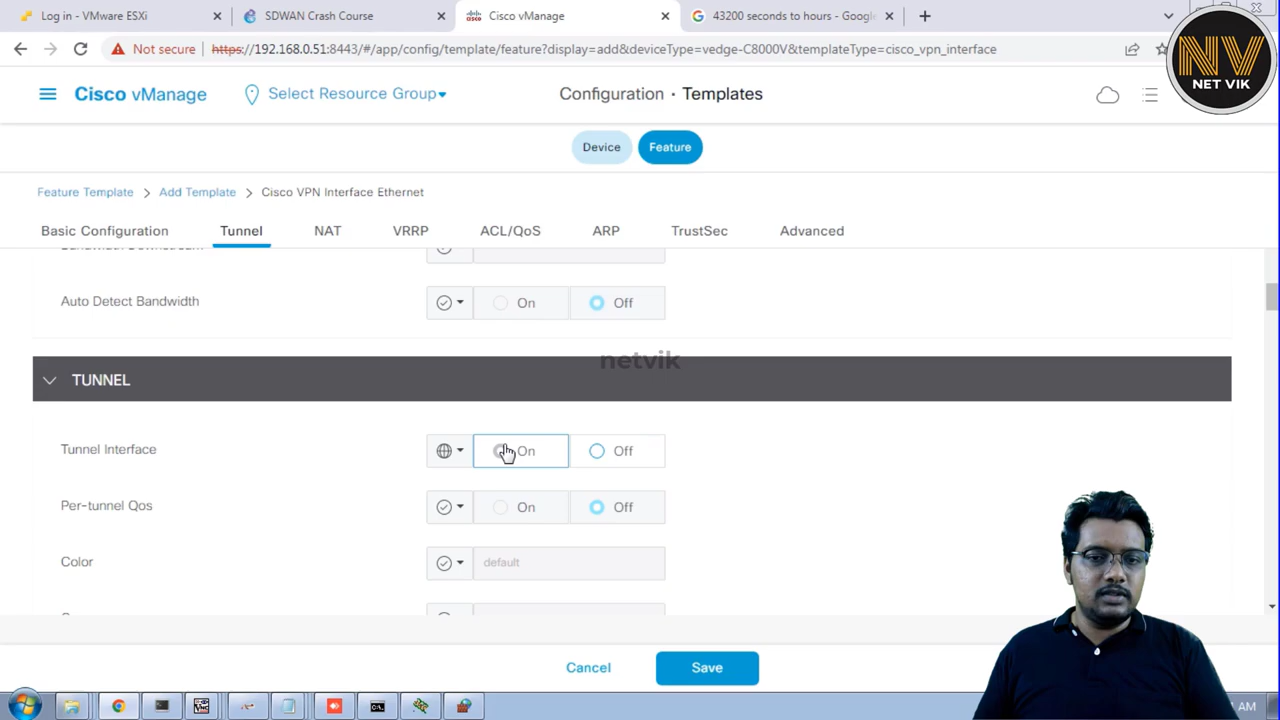 Log in - VMware ESXi
SDWAN Crash Course
Cisco vManage
43200 seconds to hours - Google
Not secure
https://192.168.0.51:8443/#/app/config/template/feature?display=add&deviceType=vedge-C8000V&templateType=cisco_vpn_interface
NV
NET VIK
Cisco vManage
Select Resource Group
Configuration · Templates
Device
Feature
Feature Template > Add Template > Cisco VPN Interface Ethernet
Basic Configuration
Tunnel
NAT
VRRP
ACL/QoS
ARP
TrustSec
Advanced
Bandwidth Downstream
Auto Detect Bandwidth
On
Off
netvik
TUNNEL
Tunnel Interface
On
Off
Per-tunnel Qos
On
Off
Color
default
Cancel
Save
AM